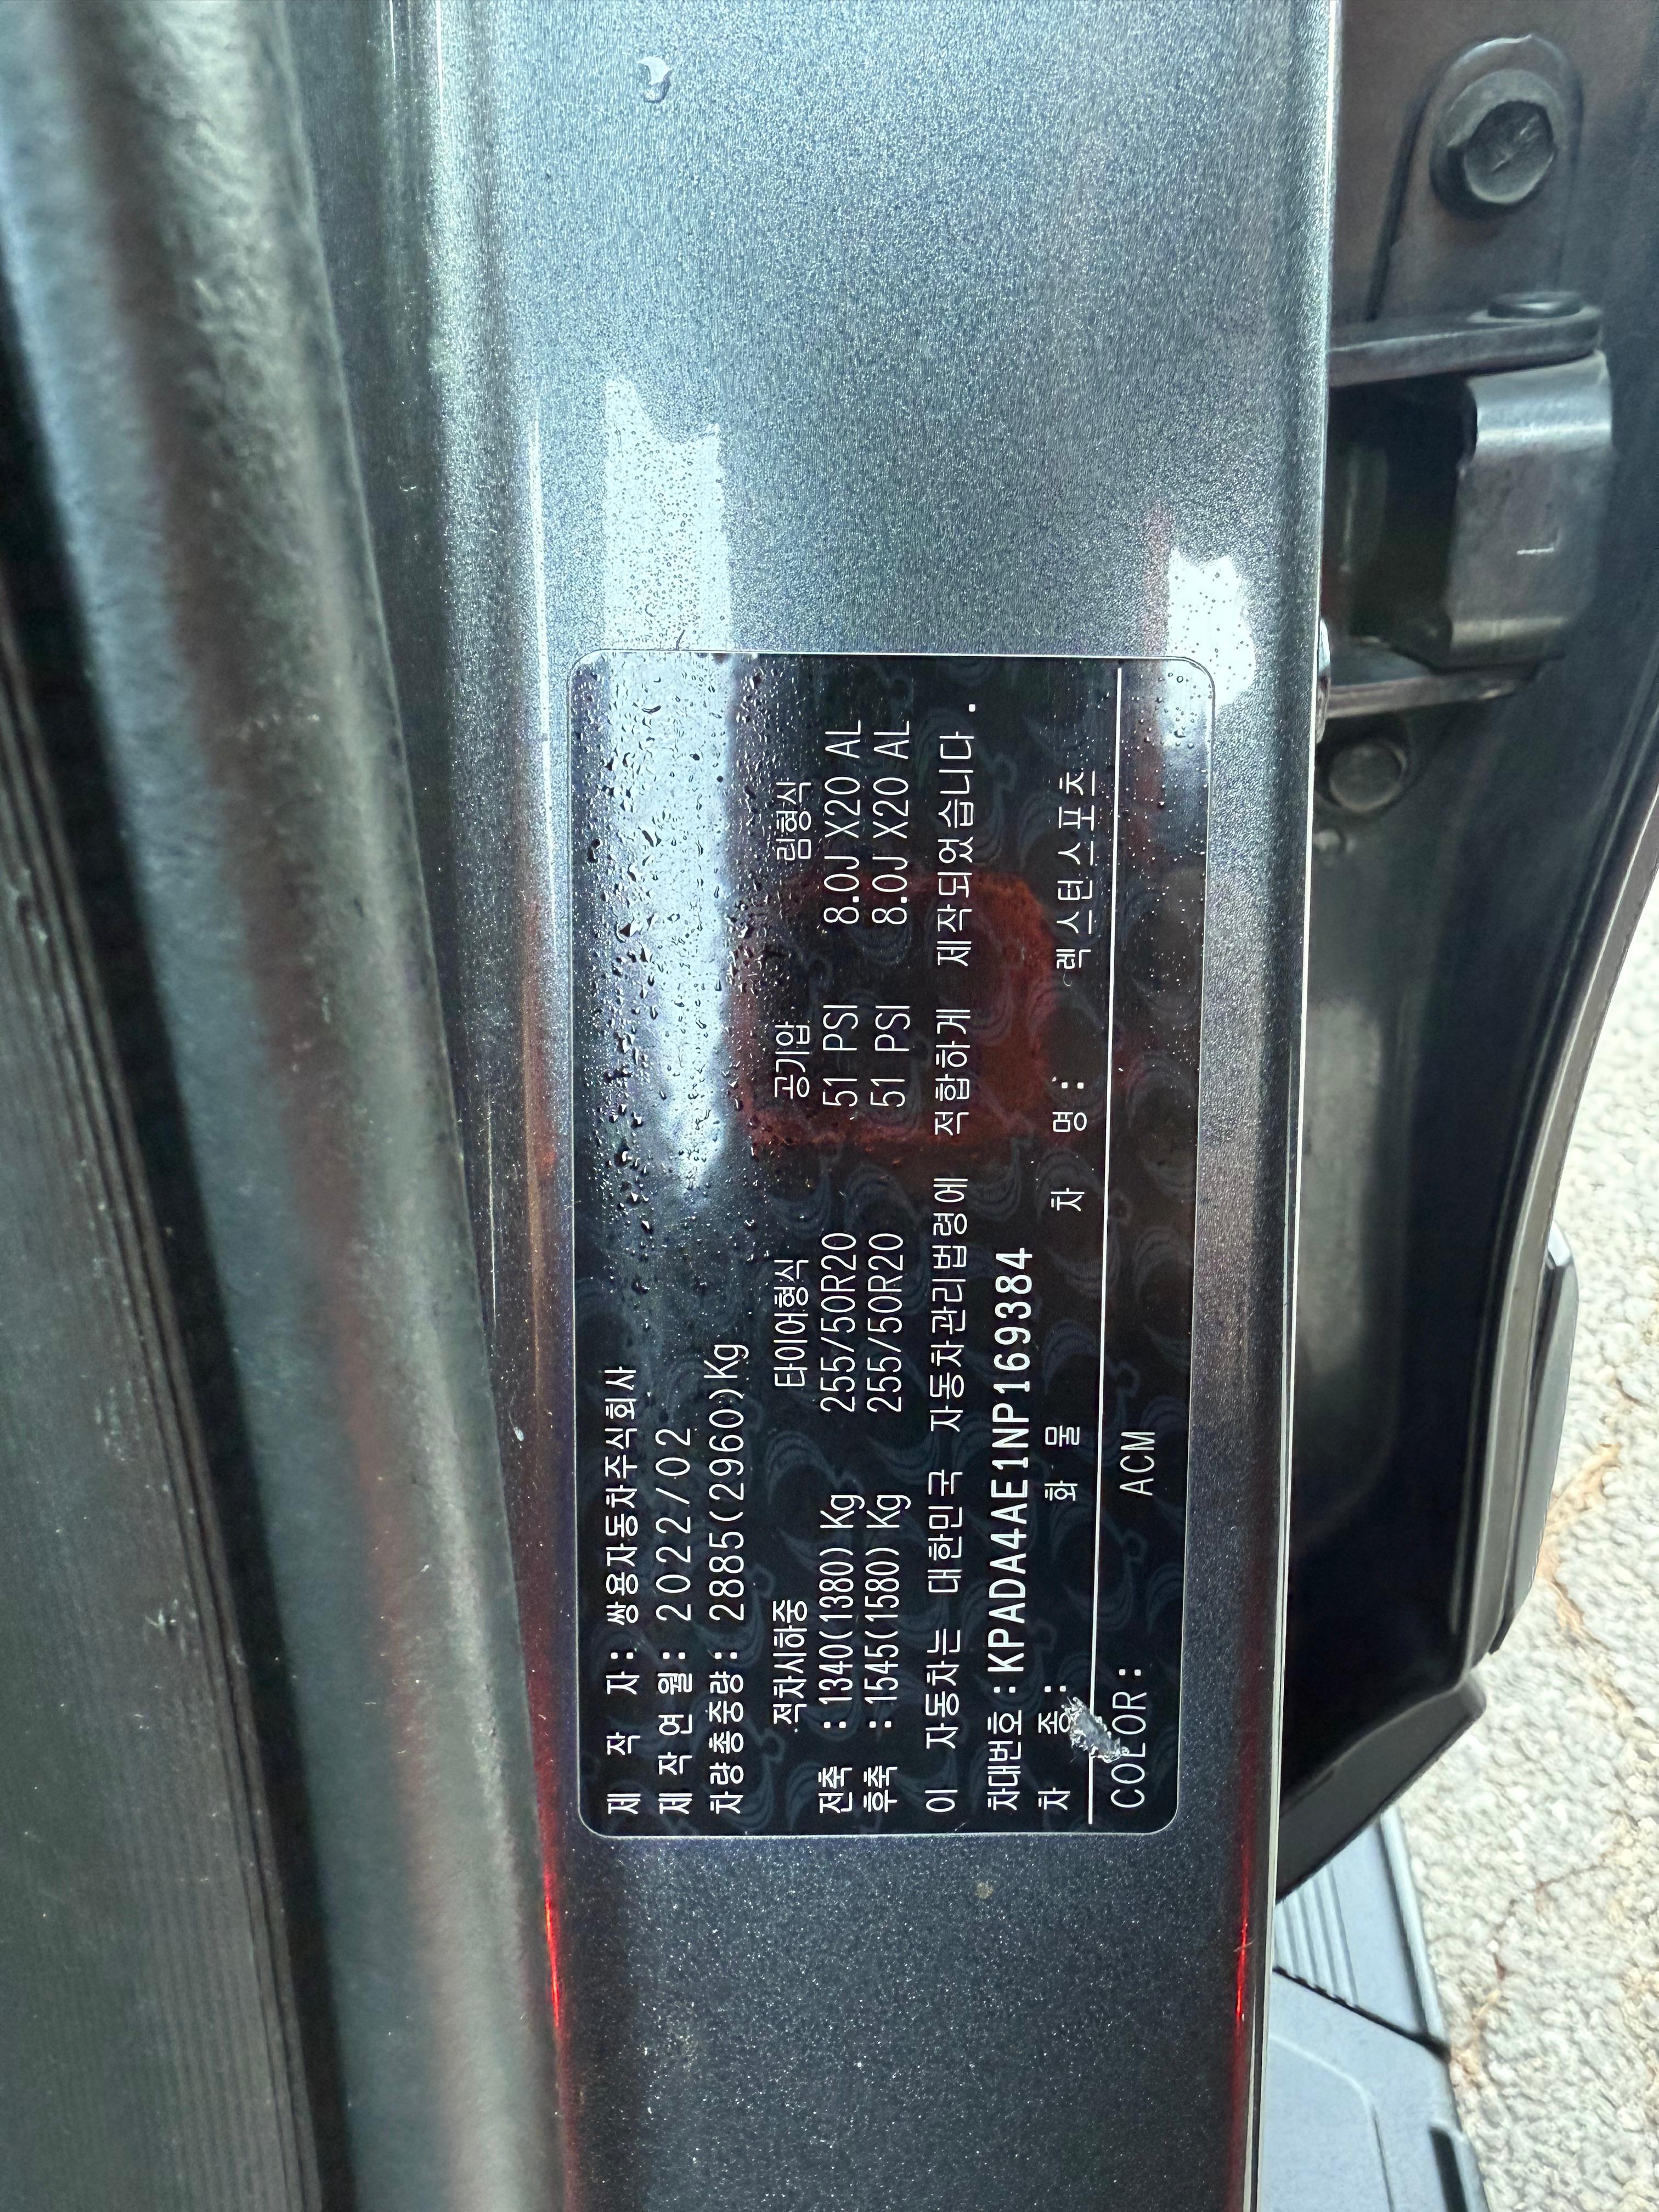 제 작 자: 쌍용자동차주식회사
제 작 연 월: 2022/02
차량총중량: 2885(2960)Kg
적차시하중 타이어형식 공기압 림형식
전축 : 1340(1380) Kg 255/50R20 51 PSI 8.0J X20 AL
후축 : 1545(1580) Kg 255/50R20 51 PSI 8.0J X20 AL
이 자동차는 대한민국 자동차관리법령에 적합하게 제작되었습니다.
차대번호 : KPADA4AE1NP169384
차 종: 화 물 차 명: 렉스턴스포츠
COLOR: ACM
L